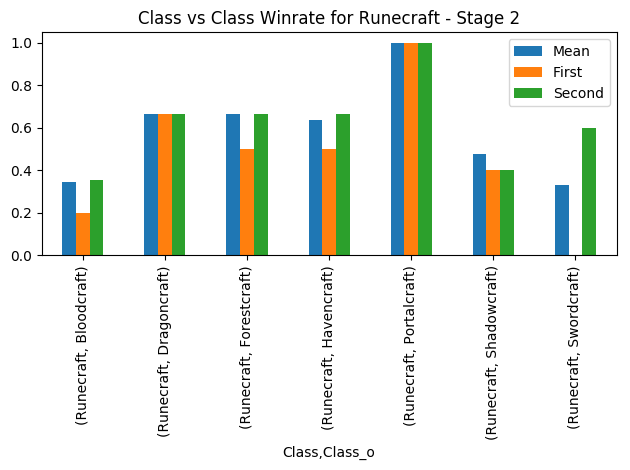 Class vs Class Winrate for Runecraft - Stage 2
1.0
0.8
0.6
0.4
0.2
0.0
Mean
First
Second
(Runecraft, Bloodcraft)
(Runecraft, Dragoncraft)
(Runecraft, Forestcraft)
(Runecraft, Havencraft)
(Runecraft, Portalcraft)
(Runecraft, Shadowcraft)
(Runecraft, Swordcraft)
Class,Class_o